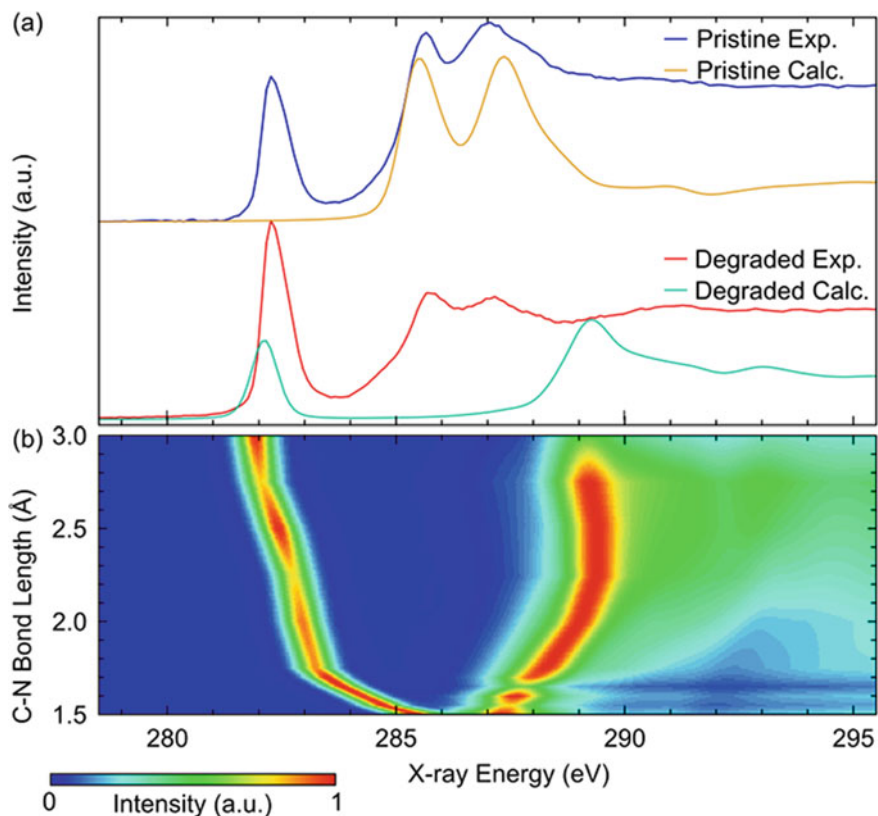 (a)
Pristine Exp.
Pristine Calc.
Degraded Exp.
Degraded Calc.
Intensity (a.u.)
(b)
3.0
2.5
2.0
1.5
C-N Bond Length (Å)
280 285 290 295
X-ray Energy (eV)
0 Intensity (a.u.) 1